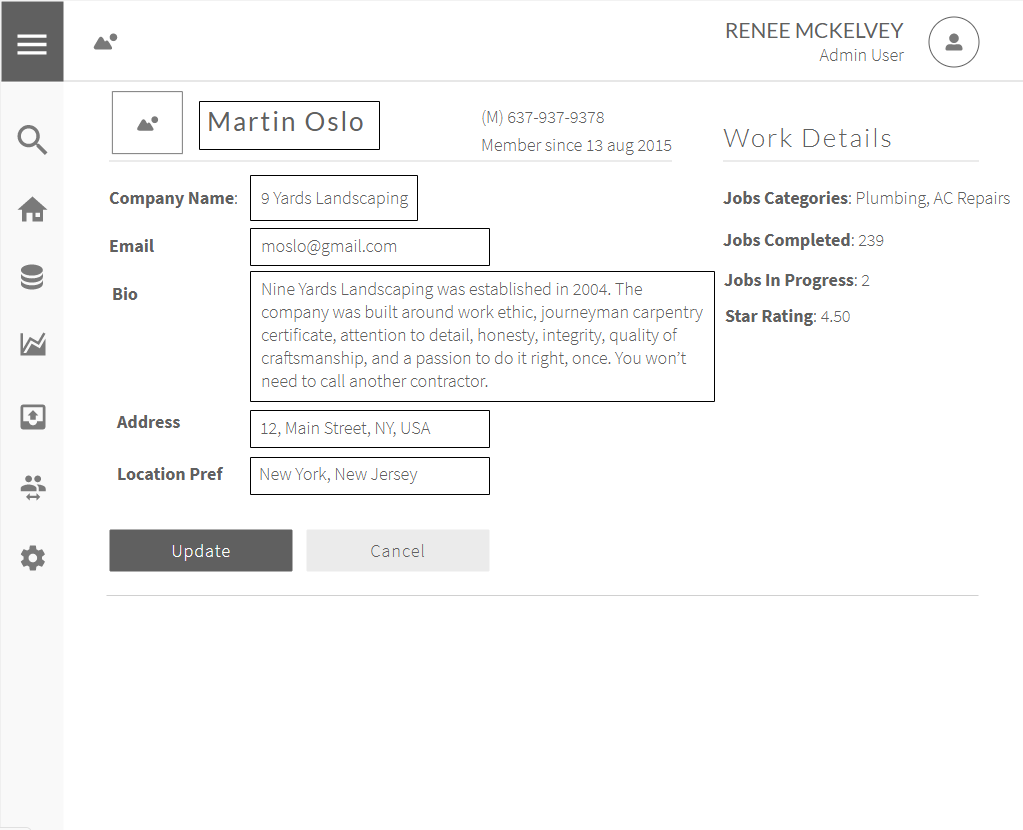 RENEE MCKELVEY
Admin User
Martin Oslo
(M) 637-937-9378
Member since 13 aug 2015
Work Details
Company Name: 9 Yards Landscaping
Email moslo@gmail.com
Bio
Nine Yards Landscaping was established in 2004. The
company was built around work ethic, journeyman carpentry
certificate, attention to detail, honesty, integrity, quality of
craftsmanship, and a passion to do it right, once. You won’t
need to call another contractor.
Address 12, Main Street, NY, USA
Location Pref New York, New Jersey
Update Cancel
Jobs Categories: Plumbing, AC Repairs
Jobs Completed: 239
Jobs In Progress: 2
Star Rating: 4.50